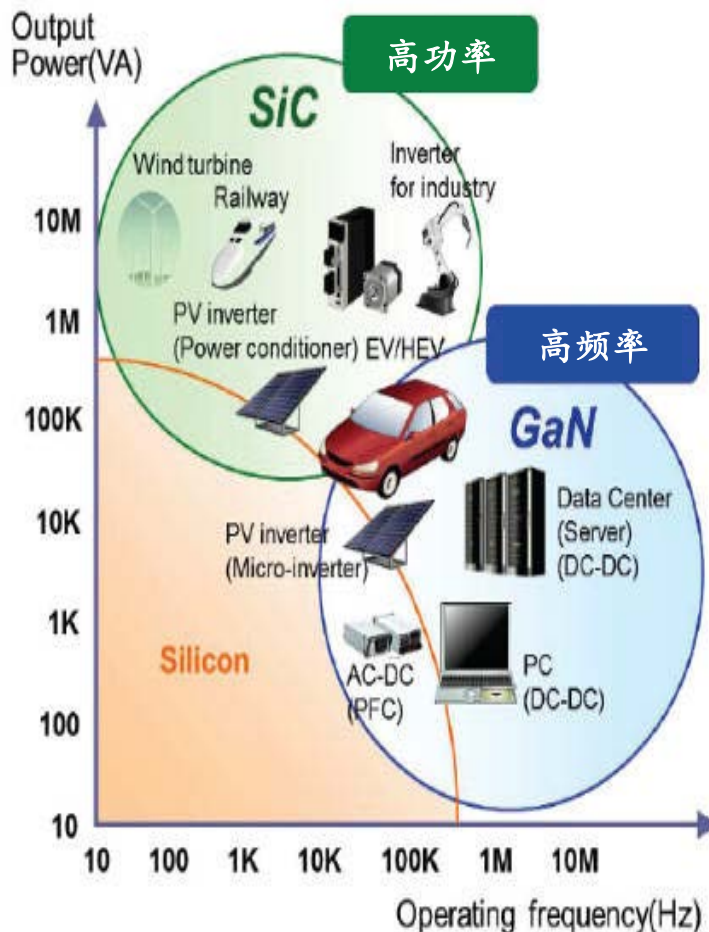 Output
Power(VA)
高功率
SiC
Wind turbine
Railway
Inverter
for industry
10M
PV inverter
(Power conditioner) EV/HEV
1M
高频率
100K
GaN
Data Center
(Server)
(DC-DC)
10K
PV inverter
(Micro-inverter)
1K
Silicon
AC-DC
(PFC)
PC
(DC-DC)
100
10
10 100 1K 10K 100K 1M 10M
Operating frequency(Hz)